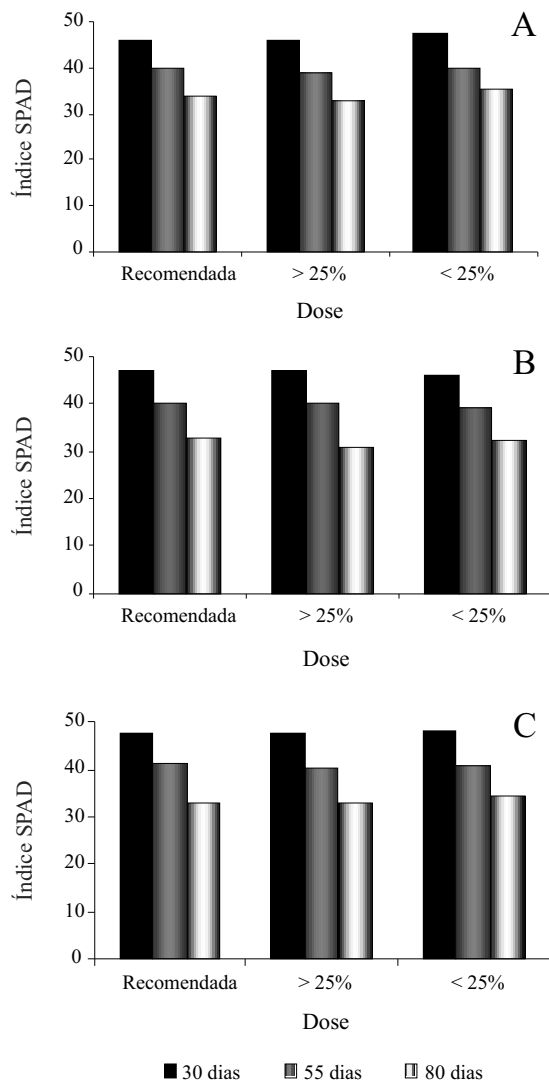 A
Índice SPAD
50
40
30
20
10
0
Recomendada > 25% < 25%
Dose
B
Índice SPAD
50
40
30
20
10
0
Recomendada > 25% < 25%
Dose
C
Índice SPAD
50
40
30
20
10
0
Recomendada > 25% < 25%
Dose
30 dias 55 dias 80 dias